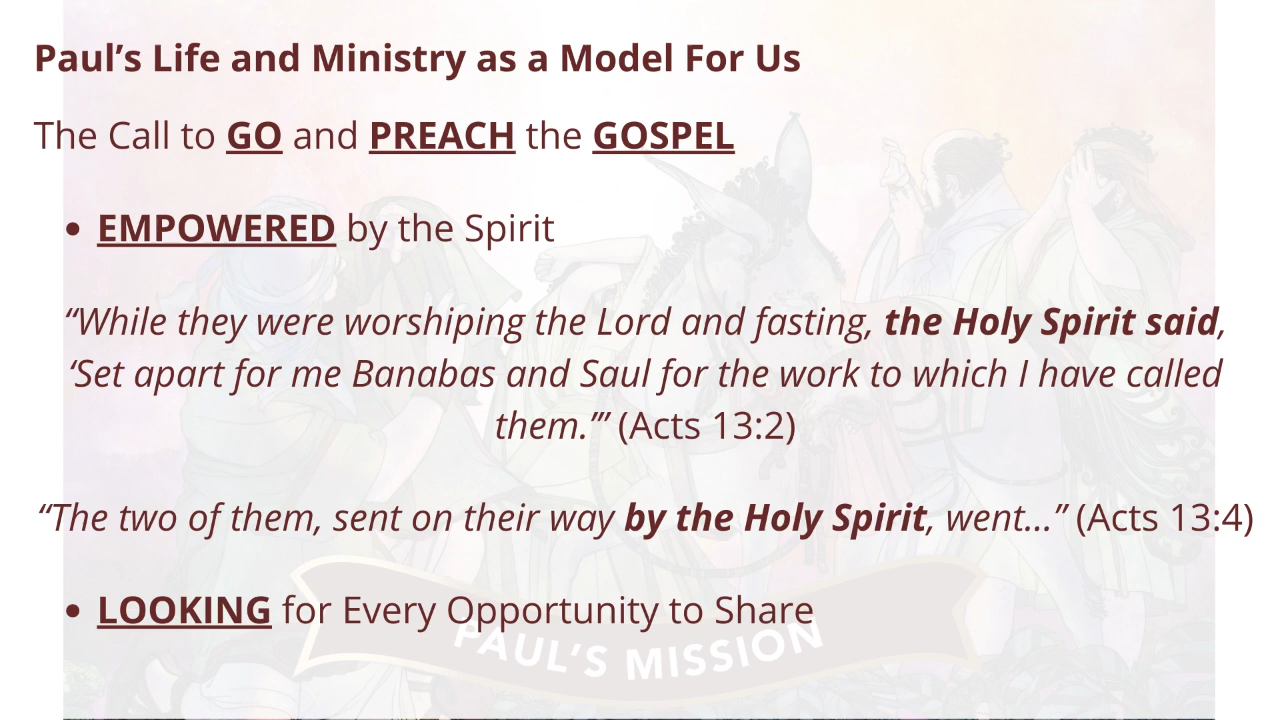 Paul’s Life and Ministry as a Model For Us
The Call to GO and PREACH the GOSPEL
• EMPOWERED by the Spirit
“While they were worshiping the Lord and fasting, the Holy Spirit said,
‘Set apart for me Banabas and Saul for the work to which I have called
them.’” (Acts 13:2)
“The two of them, sent on their way by the Holy Spirit, went…” (Acts 13:4)
• LOOKING for Every Opportunity to Share
PAUL’S MISSION